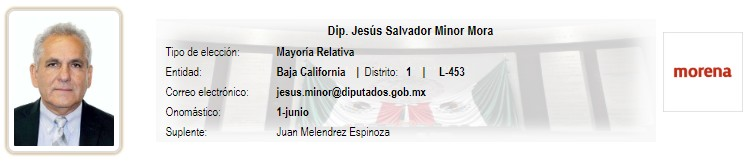 Dip. Jesús Salvador Minor Mora
Tipo de elección: Mayoría Relativa
Entidad: Baja California | Distrito: 1 | L-453
Correo electrónico: jesus.minor@diputados.gob.mx
Onomástico: 1-junio
Suplente: Juan Melendrez Espinoza
morena